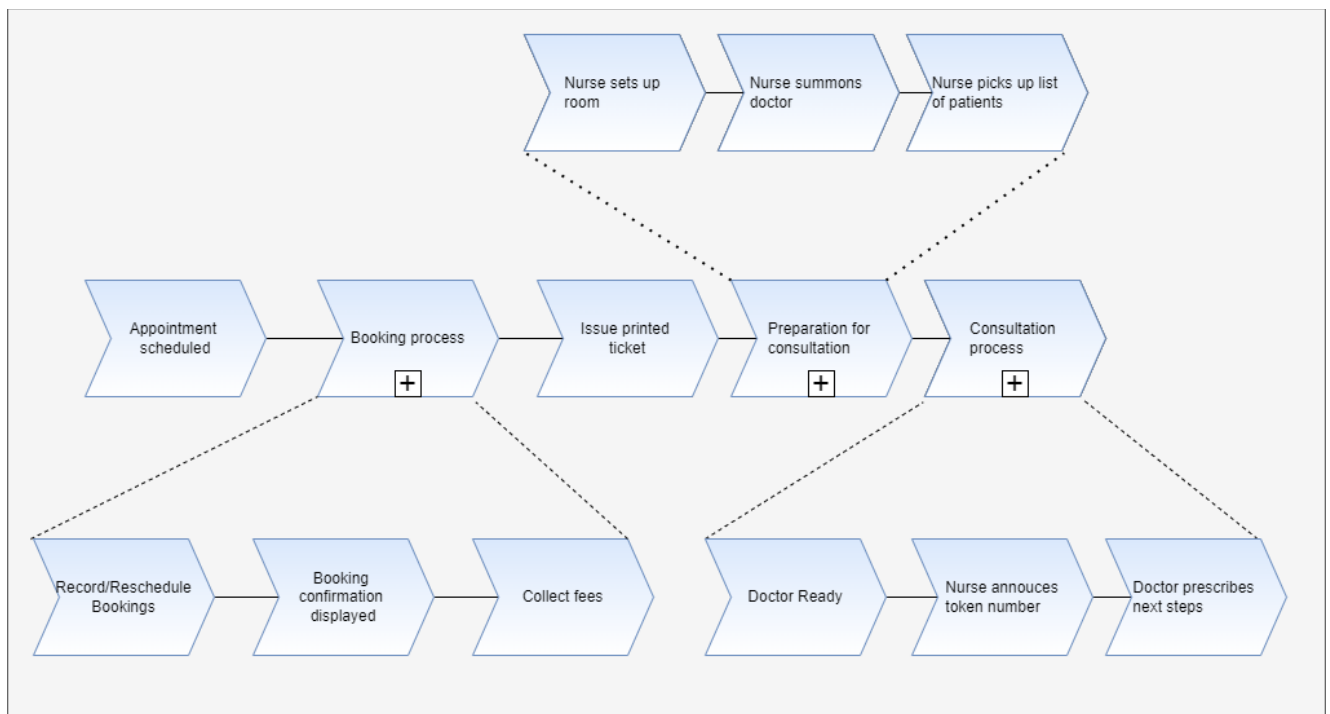 Nurse sets up
room
Nurse summons
doctor
Nurse picks up list
of patients
Appointment
scheduled
Booking process
Issue printed
ticket
Preparation for
consultation
Consultation
process
Record/Reschedule
Bookings
Booking
confirmation
displayed
Collect fees
Doctor Ready
Nurse annouces
token number
Doctor prescribes
next steps